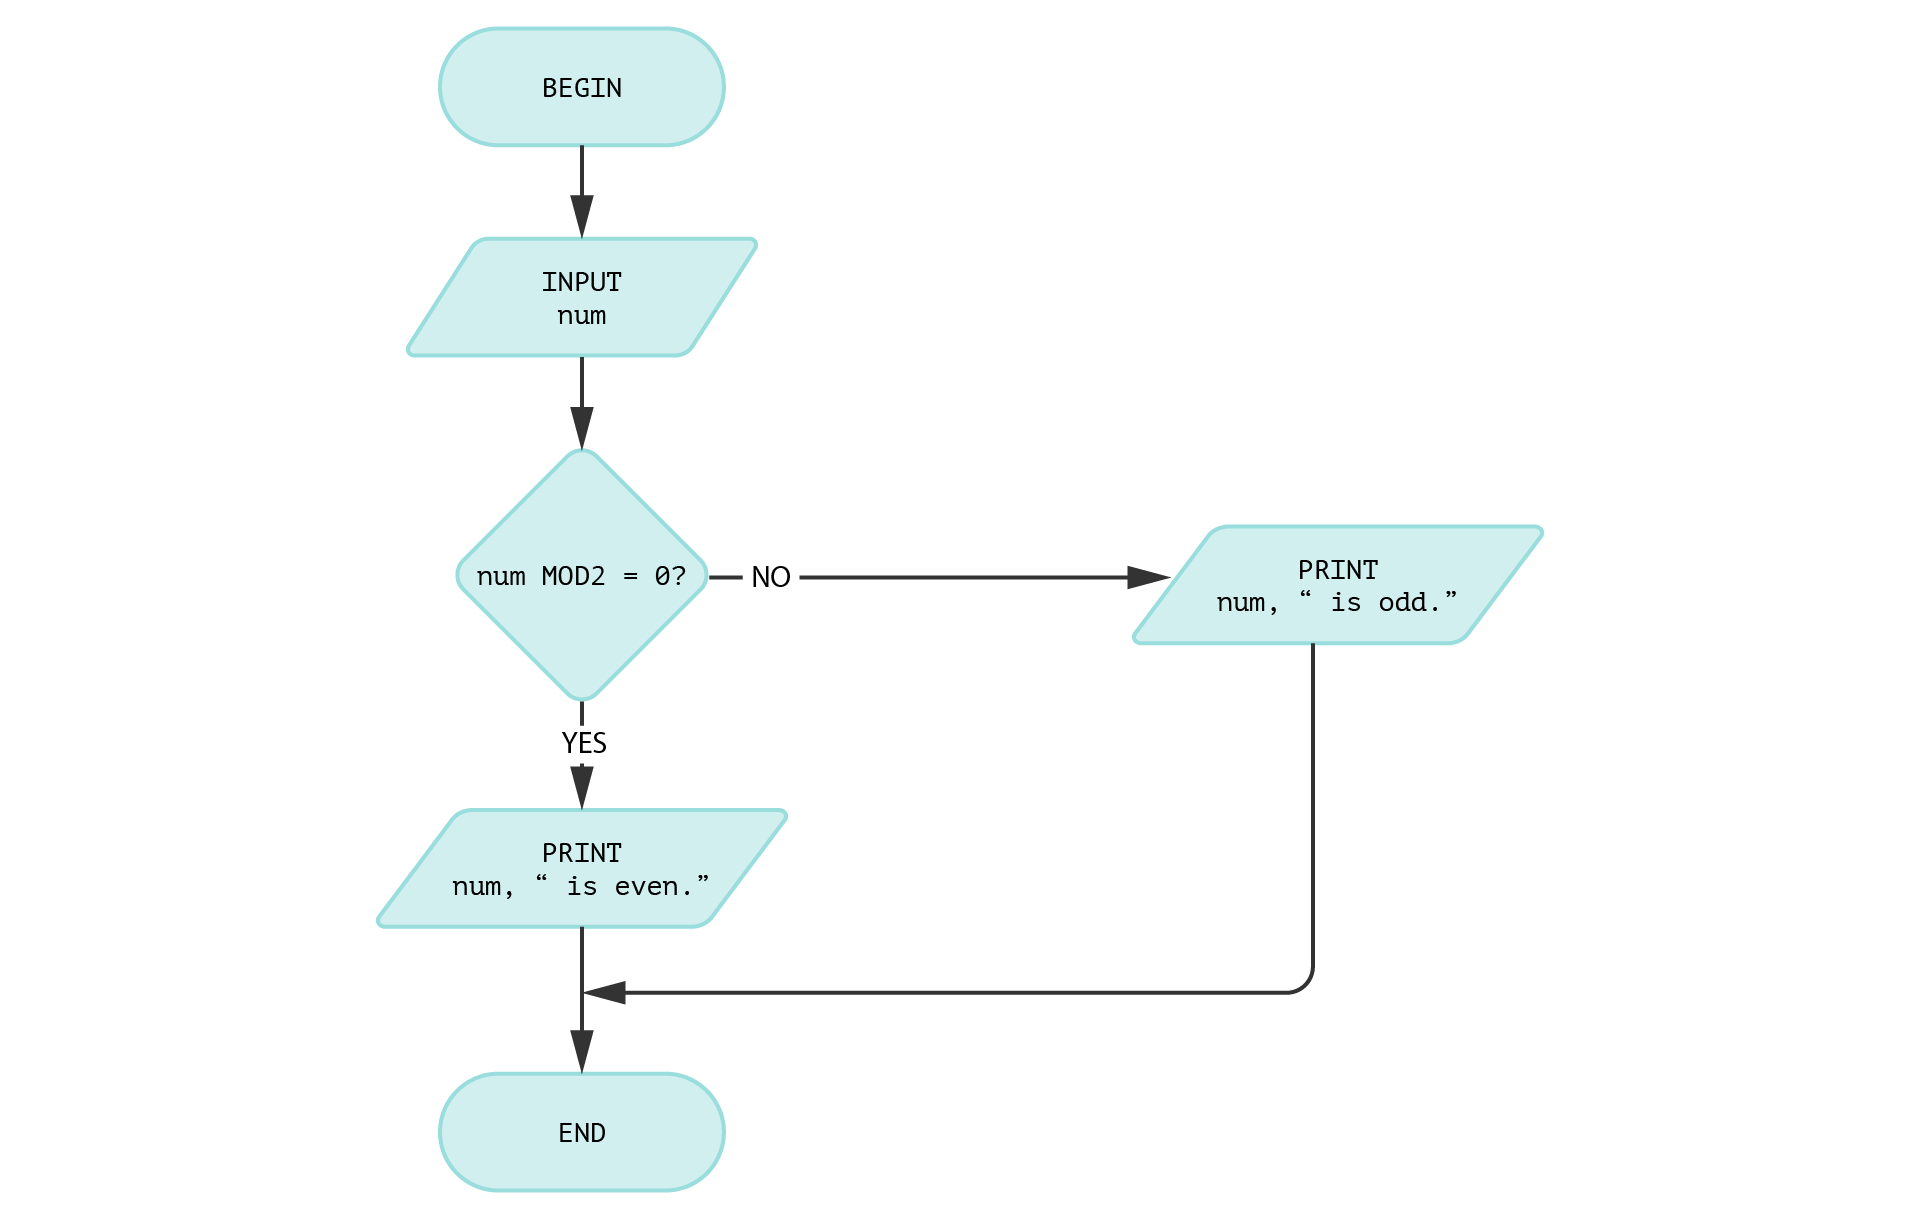 BEGIN
INPUT
num
num MOD2 = 0?
NO
PRINT
num, “ is odd.”
YES
PRINT
num, “ is even.”
END